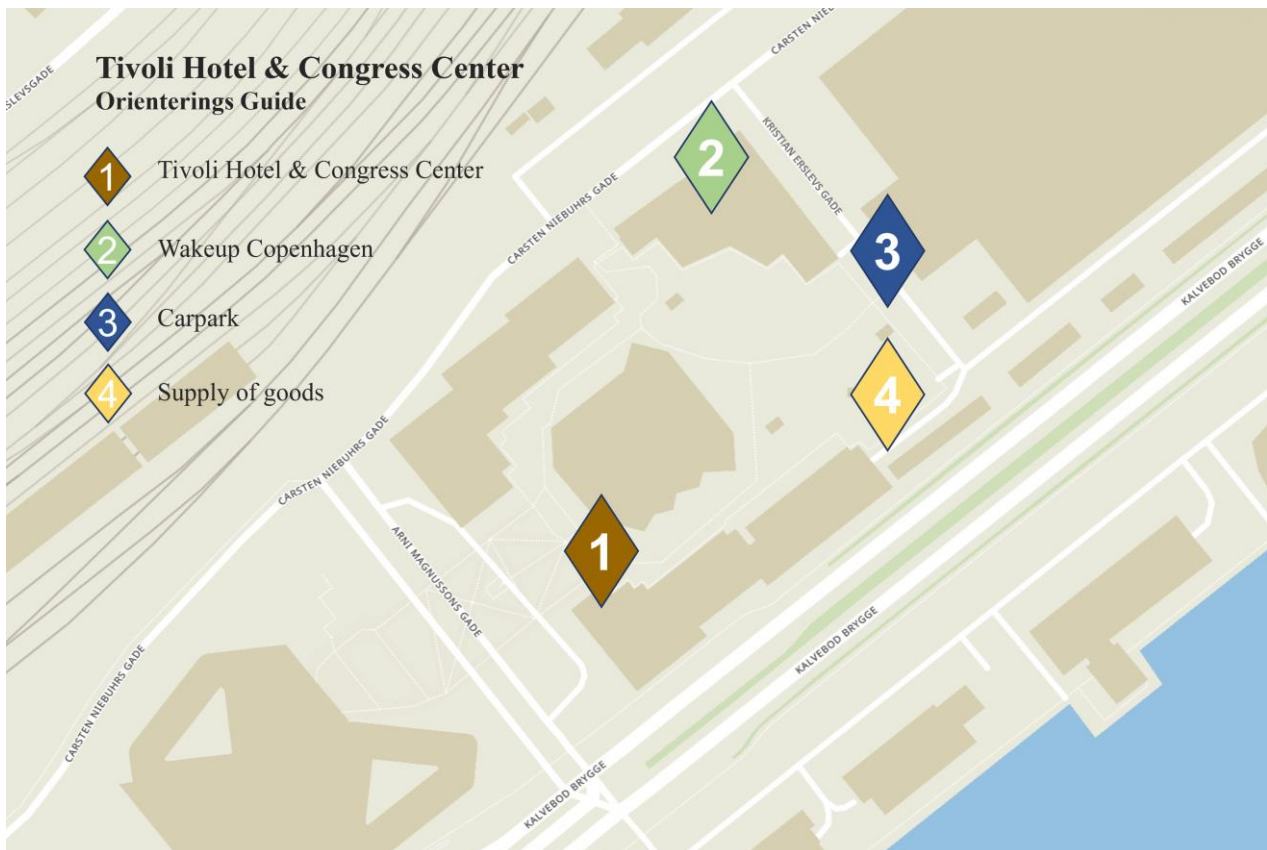 Tivoli Hotel & Congress Center
Orienterings Guide
1 Tivoli Hotel & Congress Center
2 Wakeup Copenhagen
3 Carpark
4 Supply of goods
CARSTEN NIEBUHRS GADE
KRISTIAN ERSLEVS GADE
CARSTEN NIEBUHRS GADE
KALVEBOD BRYGGE
CARSTEN NIEBUHRS GADE
ARNI MAGNUSSONS GADE
KALVEBOD BRYGGE
CARSTEN NIEBUHRS GADE
KALVEBOD BRYGGE
2
3
4
1